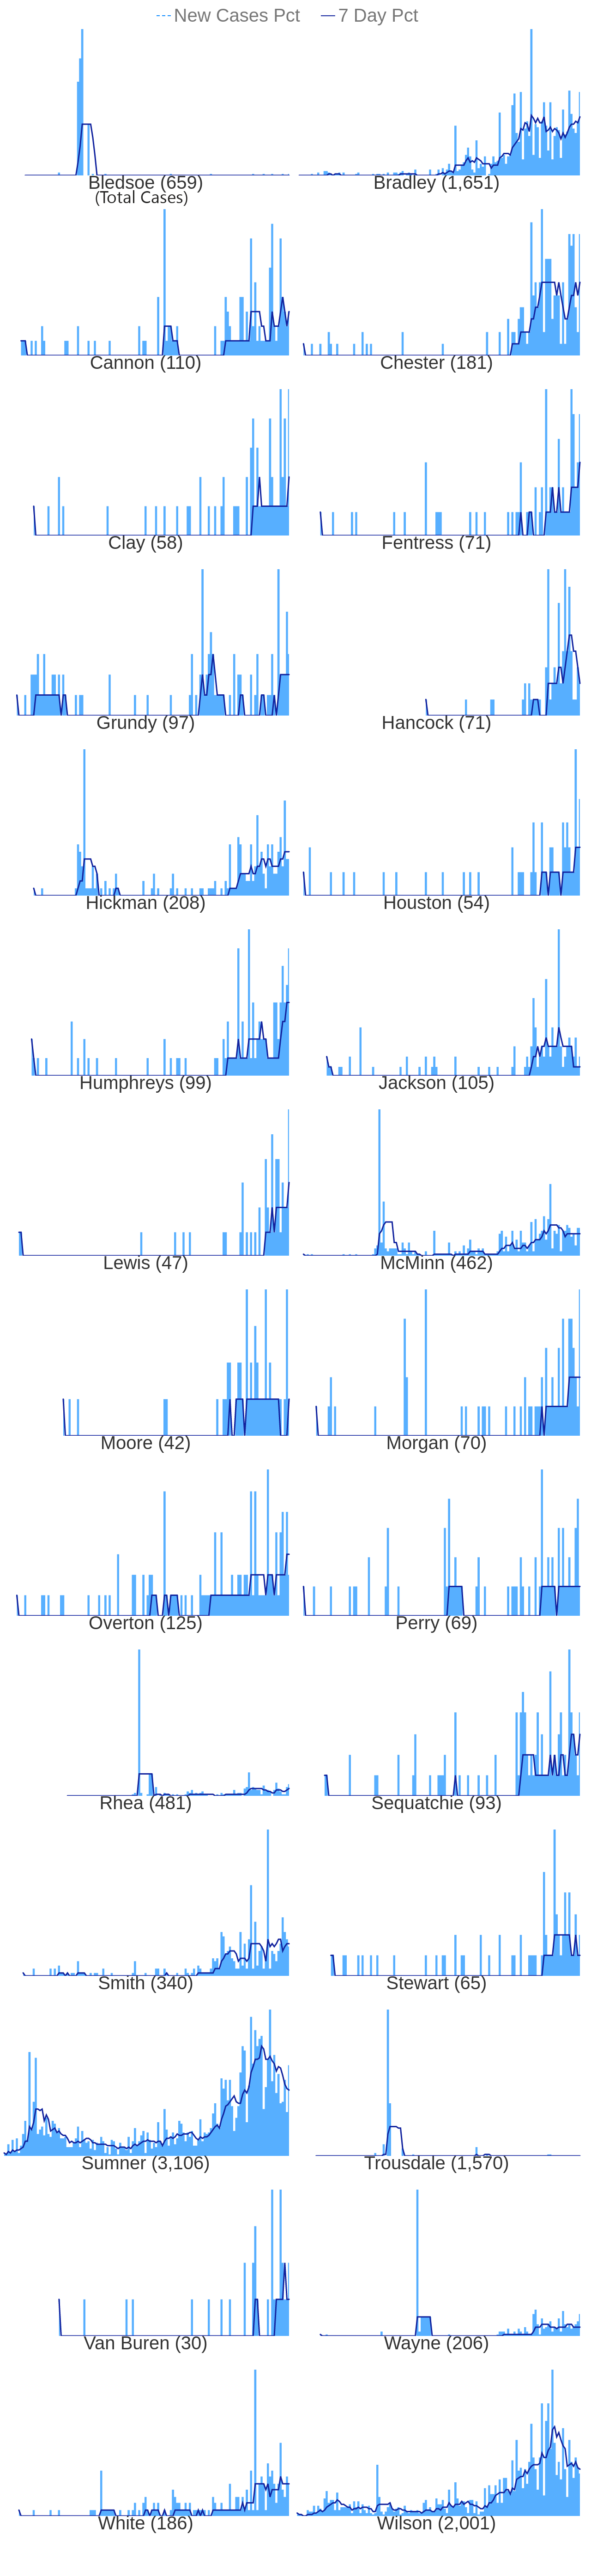 New Cases Pct 7 Day Pct
Bledsoe (659) Bradley (1,651)
(Total Cases)
Cannon (110) Chester (181)
Clay (58) Fentress (71)
Grundy (97) Hancock (71)
Hickman (208) Houston (54)
Humphreys (99) Jackson (105)
Lewis (47) McMinn (462)
Moore (42) Morgan (70)
Overton (125) Perry (69)
Rhea (481) Sequatchie (93)
Smith (340) Stewart (65)
Sumner (3,106) Trousdale (1,570)
Van Buren (30) Wayne (206)
White (186) Wilson (2,001)